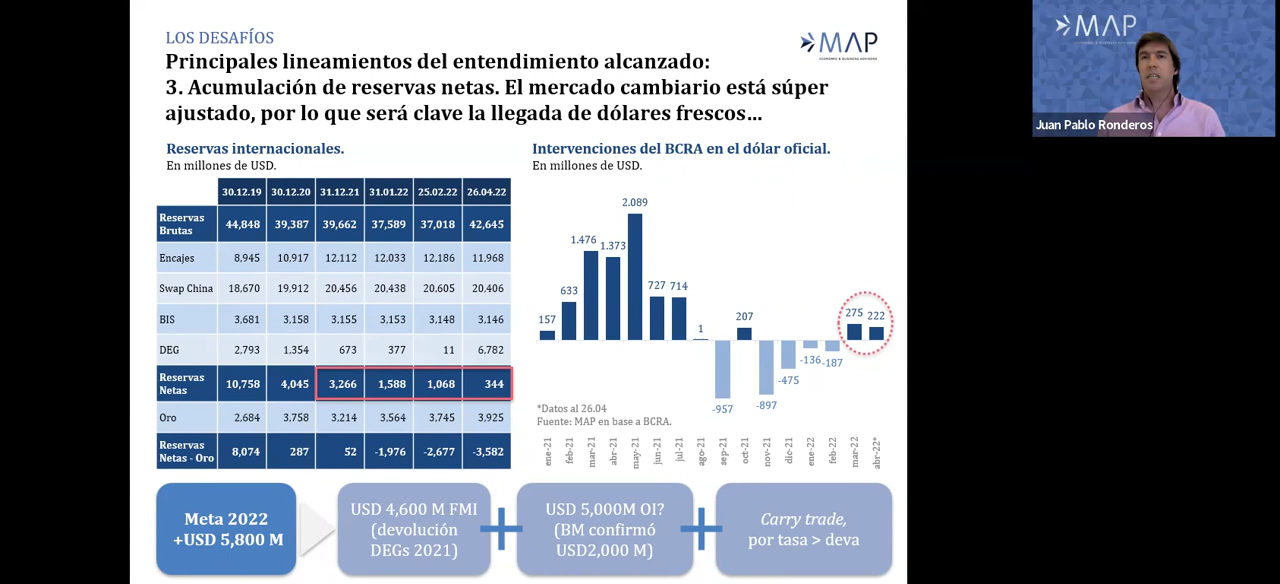 LOS DESAFÍOS
MAP
ECONOMIC & BUSINESS ADVISORS
Principales lineamientos del entendimiento alcanzado:
3. Acumulación de reservas netas. El mercado cambiario está súper
ajustado, por lo que será clave la llegada de dólares frescos...
Reservas internacionales.
En millones de USD.
30.12.19 30.12.20 31.12.21 31.01.22 25.02.22 26.04.22
Reservas
Brutas 44,848 39,387 39,662 37,589 37,018 42,645
Encajes 8,945 10,917 12,112 12,033 12,186 11,968
Swap China 18,670 19,912 20,456 20,438 20,605 20,406
BIS 3,681 3,158 3,155 3,153 3,148 3,146
DEG 2,793 1,354 673 377 11 6,782
Reservas
Netas 10,758 4,045 3,266 1,588 1,068 344
Oro 2,684 3,758 3,214 3,564 3,745 3,925
Reservas
Netas - Oro 8,074 287 52 -1,976 -2,677 -3,582
Intervenciones del BCRA en el dólar oficial.
En millones de USD.
157 633 1.476 1.373 2.089 727 714 1 -957 207 -897 -475 -136 -187 275 222
*Datos al 26.04
Fuente: MAP en base a BCRA.
ene-21 feb-21 mar-21 abr-21 may-21 jun-21 jul-21 ago-21 sep-21 oct-21 nov-21 dic-21 ene-22 feb-22 mar-22 abr-22*
Meta 2022
+USD 5,800 M
USD 4,600 M FMI
(devolución
DEGs 2021)
+
USD 5,000M OI?
(BM confirmó
USD2,000 M)
+
Carry trade,
por tasa > deva
MAP
Juan Pablo Ronderos